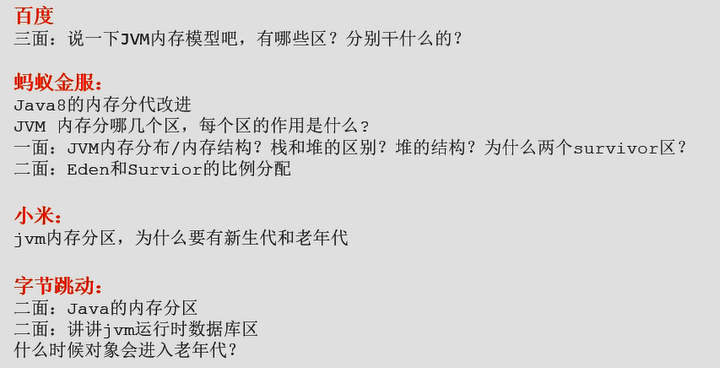 百度
三面：说一下JVM内存模型吧，有哪些区？分别干什么的？
蚂蚁金服：
Java8的内存分代改进
JVM 内存分哪几个区，每个区的作用是什么?
一面：JVM内存分布/内存结构？栈和堆的区别？堆的结构？为什么两个survivor区？
二面：Eden和Survior的比例分配
小米：
jvm内存分区，为什么要有新生代和老年代
字节跳动：
二面：Java的内存分区
二面：讲讲jvm运行时数据库区
什么时候对象会进入老年代？